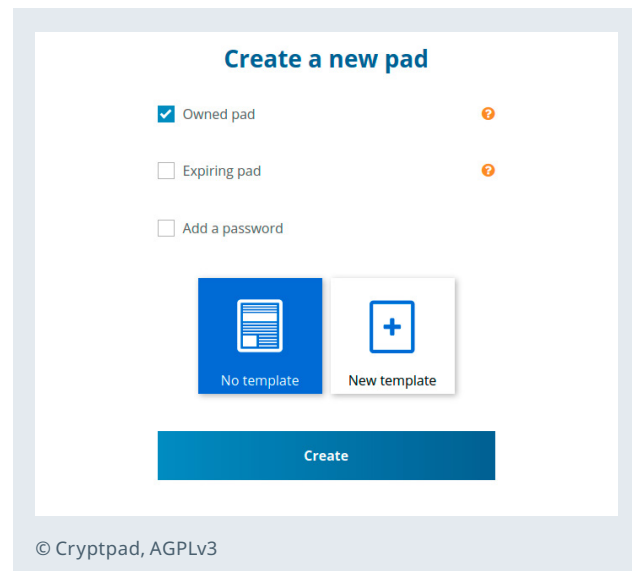 Create a new pad
Owned pad
Expiring pad
Add a password
No template
New template
Create
© Cryptpad, AGPLv3